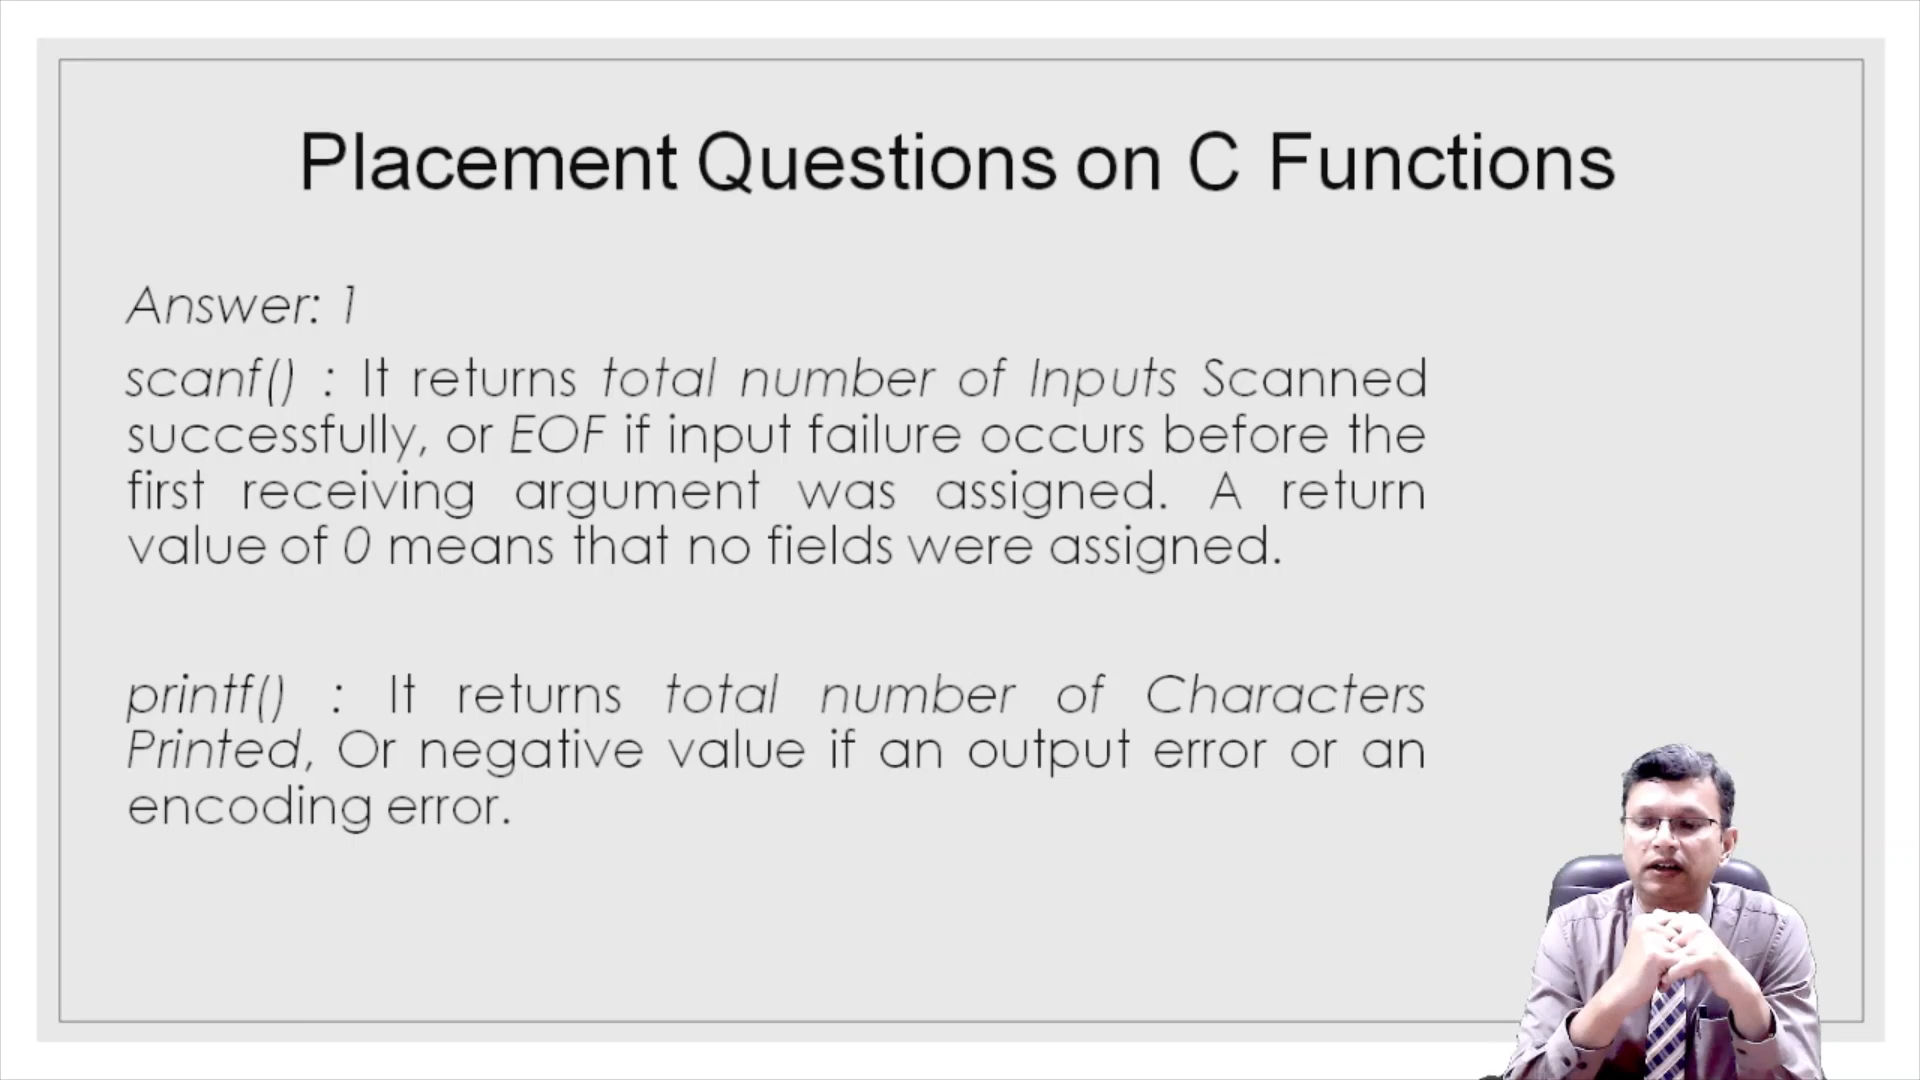 Placement Questions on C Functions
Answer: 1
scanf() : It returns total number of Inputs Scanned
successfully, or EOF if input failure occurs before the
first receiving argument was assigned. A return
value of 0 means that no fields were assigned.
printf() : It returns total number of Characters
Printed, Or negative value if an output error or an
encoding error.